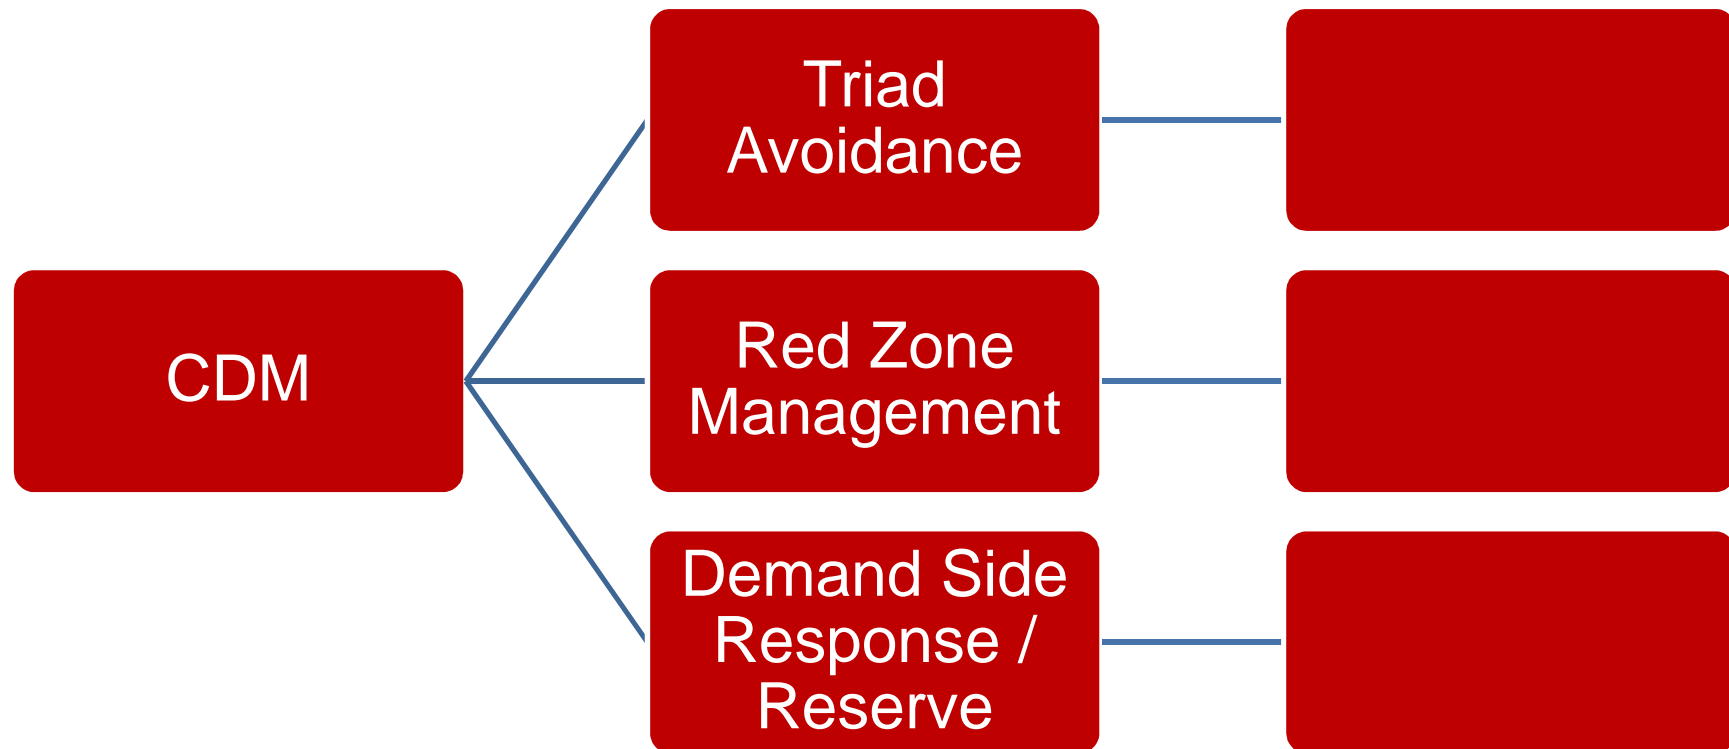 Triad
Avoidance
CDM
Red Zone
Management
Demand Side
Response /
Reserve